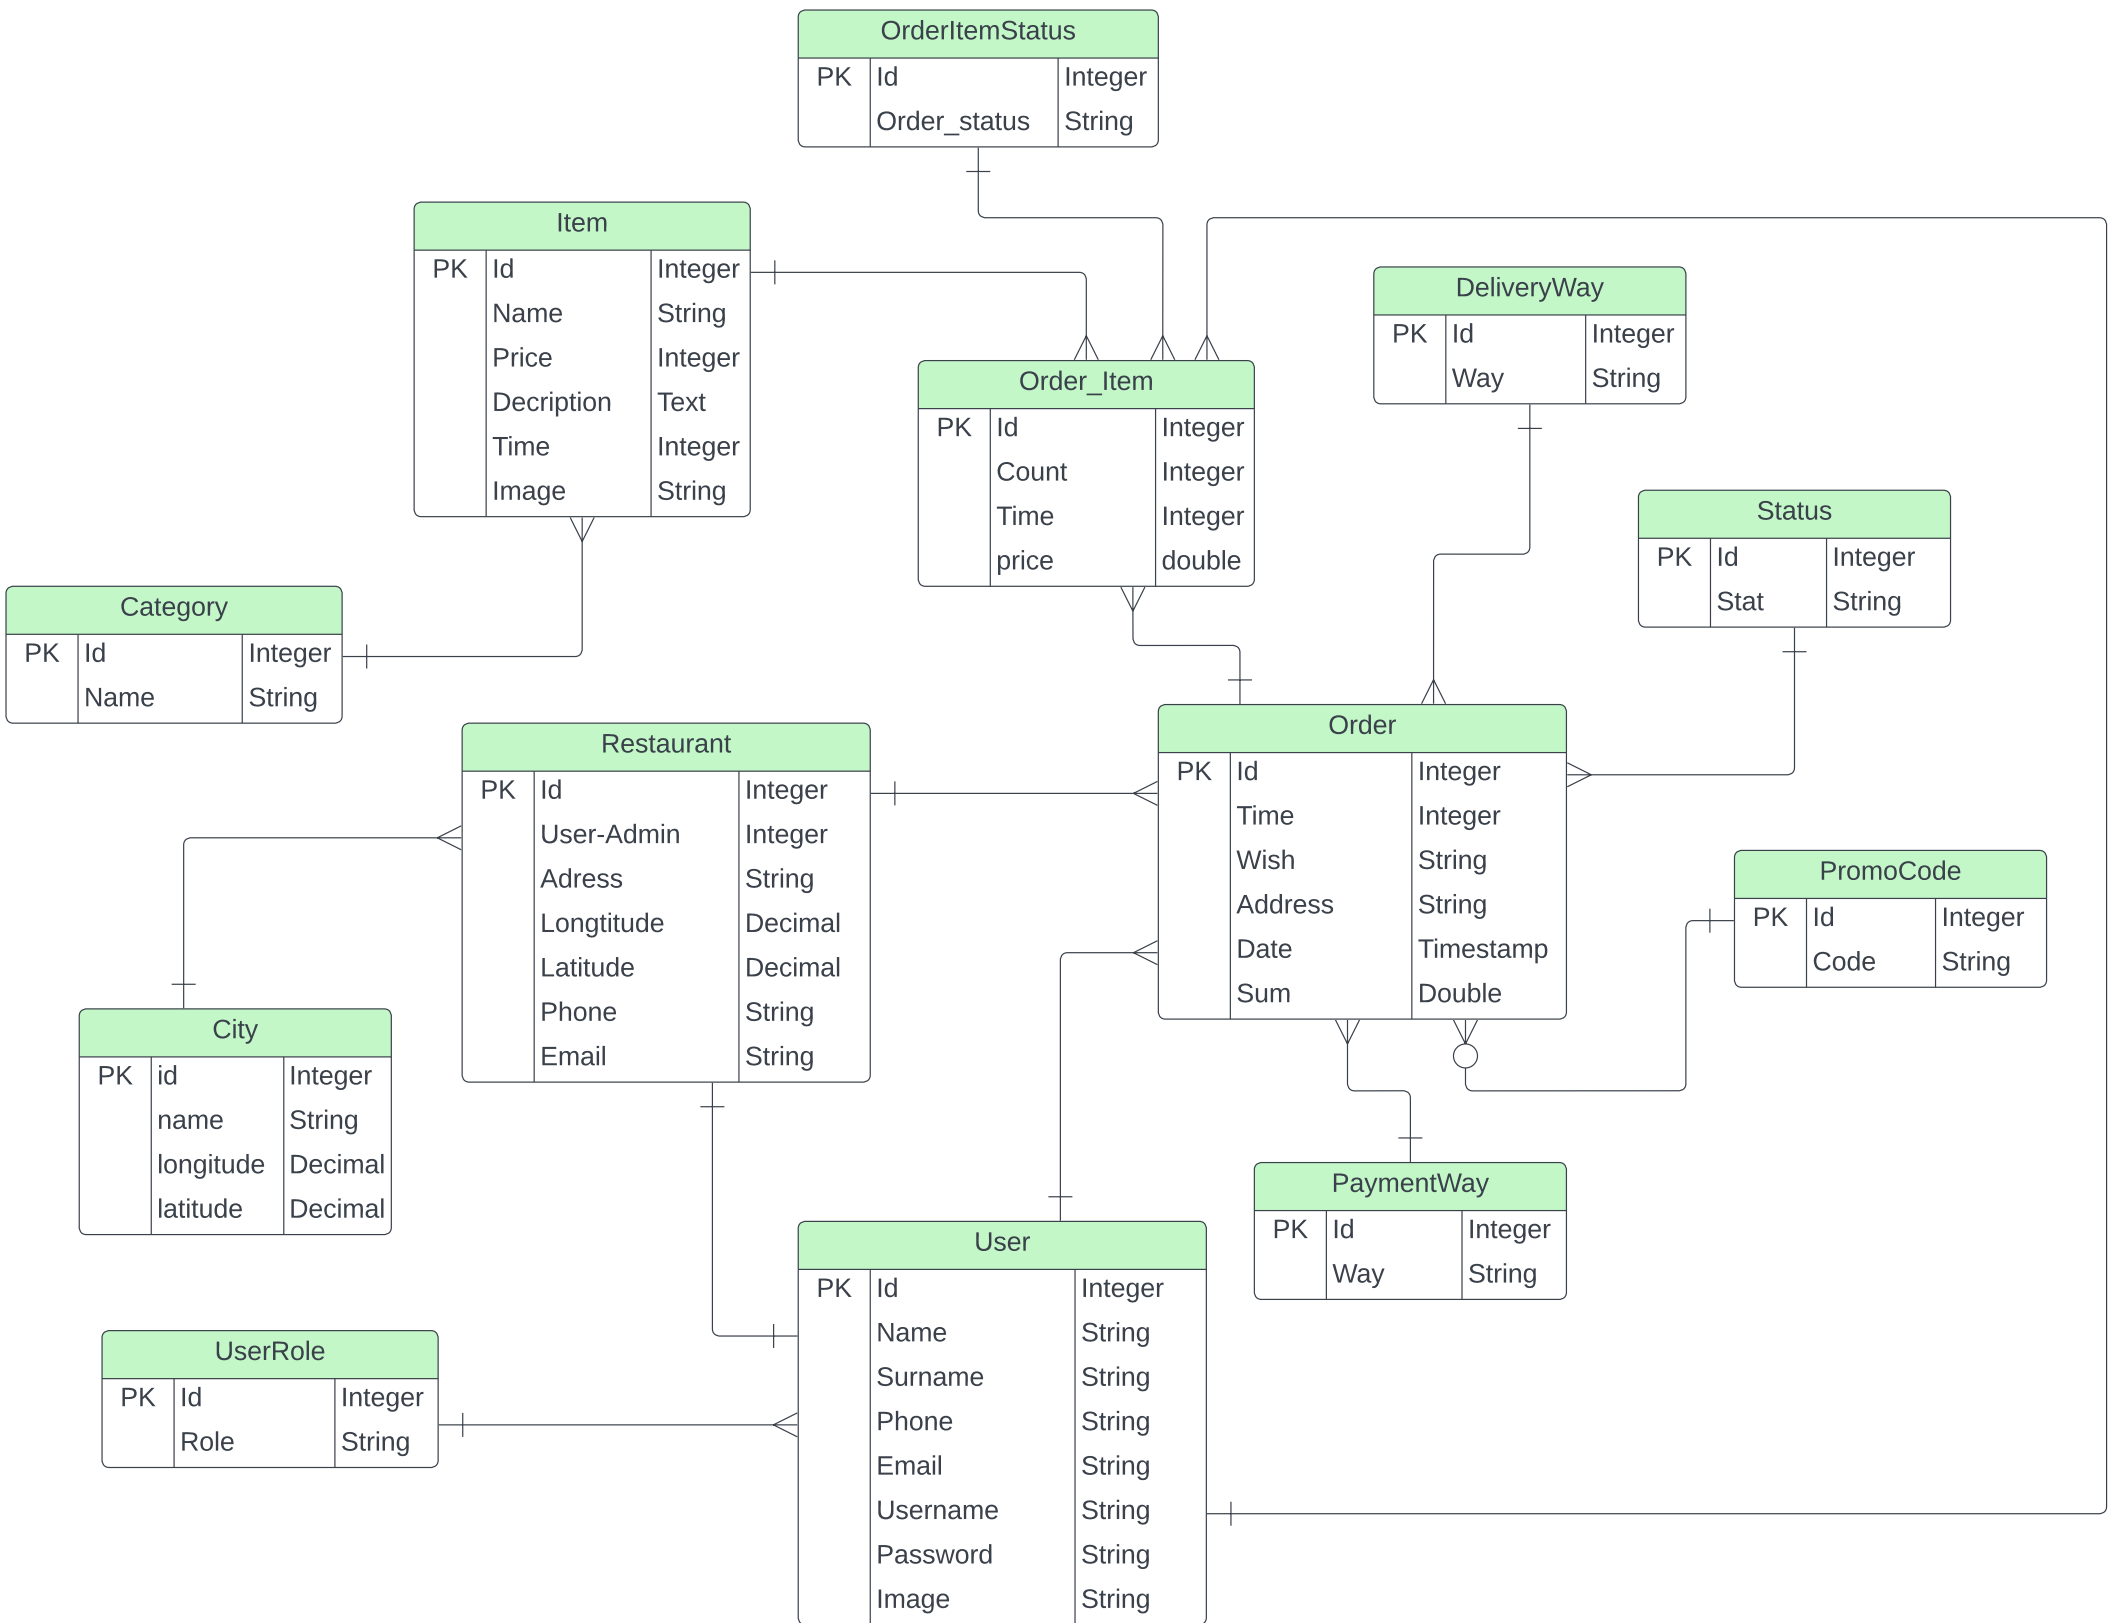 OrderItemStatus
PK Id Integer
Order_status String
Item
PK Id Integer
Name String
Price Integer
Decription Text
Time Integer
Image String
DeliveryWay
PK Id Integer
Way String
Order_Item
PK Id Integer
Count Integer
Time Integer
price double
Status
PK Id Integer
Stat String
Category
PK Id Integer
Name String
Restaurant
PK Id Integer
User-Admin Integer
Adress String
Longtitude Decimal
Latitude Decimal
Phone String
Email String
Order
PK Id Integer
Time Integer
Wish String
Address String
Date Timestamp
Sum Double
PromoCode
PK Id Integer
Code String
City
PK id Integer
name String
longitude Decimal
latitude Decimal
PaymentWay
PK Id Integer
Way String
User
PK Id Integer
Name String
Surname String
Phone String
Email String
Username String
Password String
Image String
UserRole
PK Id Integer
Role String